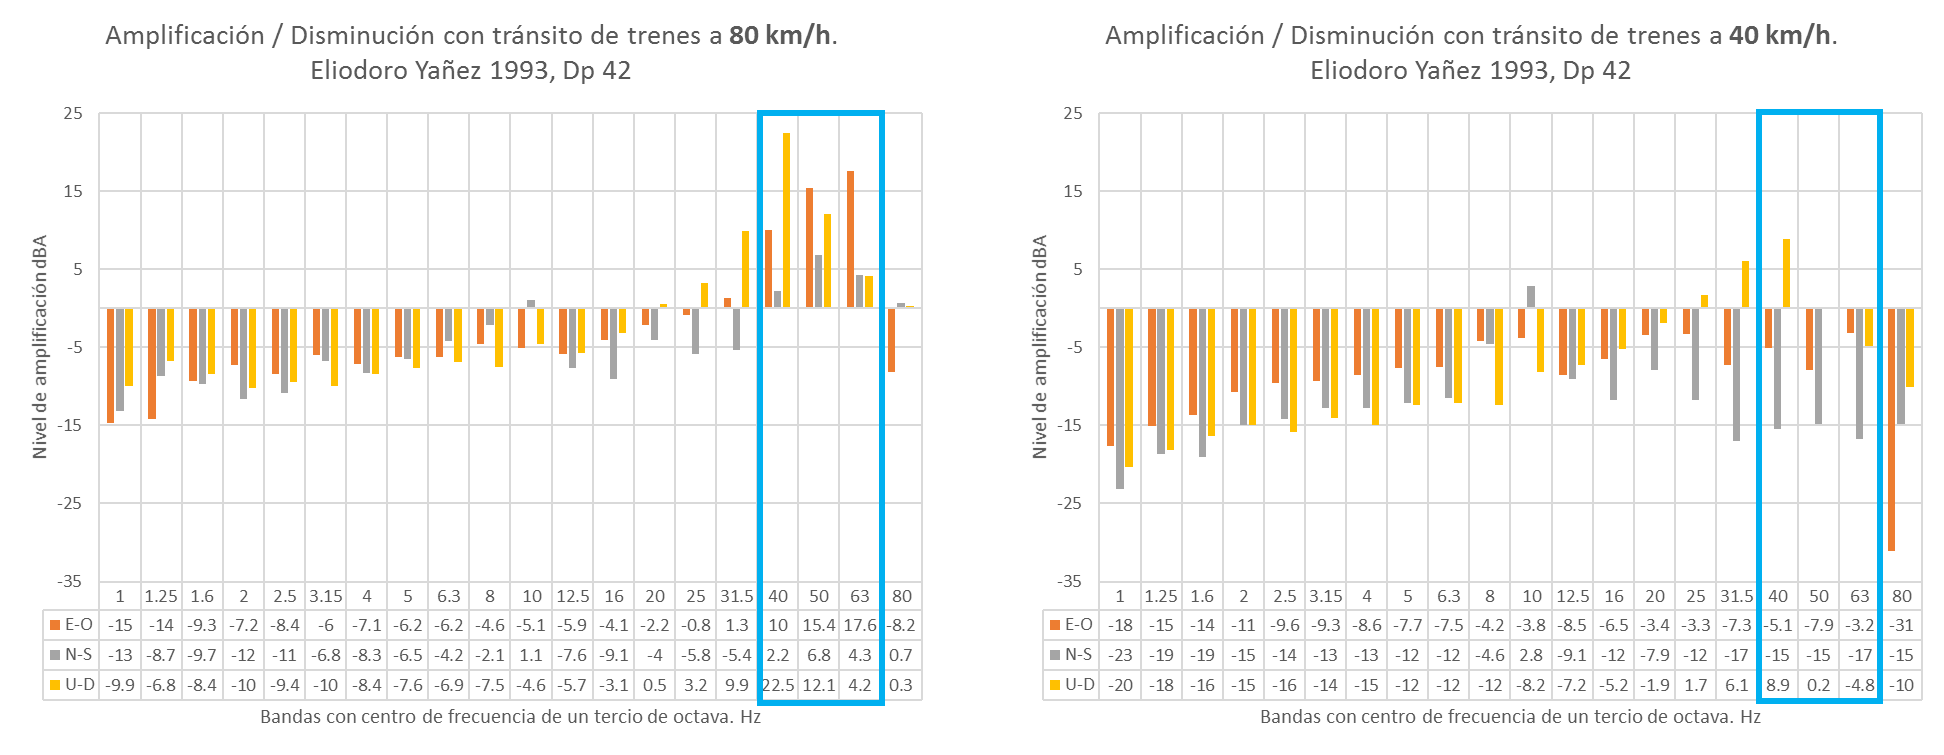 Amplificación / Disminución con tránsito de trenes a 80 km/h.
Eliodoro Yañez 1993, Dp 42
Nivel de amplificación dBA
25
15
5
-5
-15
-25
-35
1 1.25 1.6 2 2.5 3.15 4 5 6.3 8 10 12.5 16 20 25 31.5 40 50 63 80
E-O -15 -14 -9.3 -7.2 -8.4 -6 -7.1 -6.2 -6.2 -4.6 -5.1 -5.9 -4.1 -2.2 -0.8 1.3 10 15.4 17.6 -8.2
N-S -13 -8.7 -9.7 -12 -11 -6.8 -8.3 -6.5 -4.2 -2.1 1.1 -7.6 -9.1 -4 -5.8 -5.4 2.2 6.8 4.3 0.7
U-D -9.9 -6.8 -8.4 -10 -9.4 -10 -8.4 -7.6 -6.9 -7.5 -4.6 -5.7 -3.1 0.5 3.2 9.9 22.5 12.1 4.2 0.3
Bandas con centro de frecuencia de un tercio de octava. Hz
Amplificación / Disminución con tránsito de trenes a 40 km/h.
Eliodoro Yañez 1993, Dp 42
Nivel de amplificación dBA
25
15
5
-5
-15
-25
-35
1 1.25 1.6 2 2.5 3.15 4 5 6.3 8 10 12.5 16 20 25 31.5 40 50 63 80
E-O -18 -15 -14 -11 -9.6 -9.3 -8.6 -7.7 -7.5 -4.2 -3.8 -8.5 -6.5 -3.4 -3.3 -7.3 -5.1 -7.9 -3.2 -31
N-S -23 -19 -19 -15 -14 -13 -13 -12 -12 -4.6 2.8 -9.1 -12 -7.9 -12 -17 -15 -15 -17 -15
U-D -20 -18 -16 -15 -16 -14 -15 -12 -12 -12 -8.2 -7.2 -5.2 -1.9 1.7 6.1 8.9 0.2 -4.8 -10
Bandas con centro de frecuencia de un tercio de octava. Hz